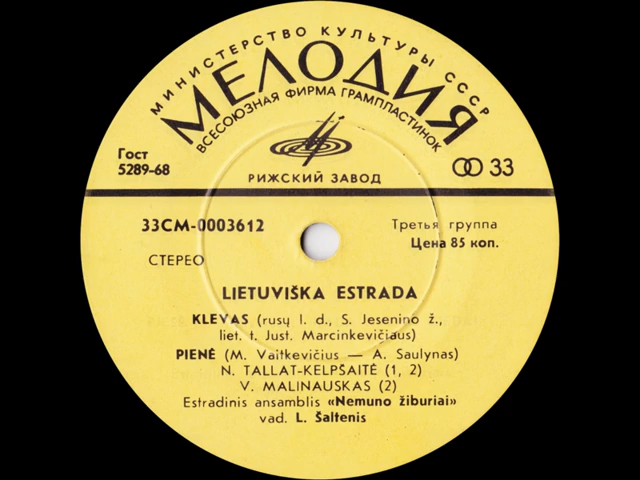 МИНИСТЕРСТВО КУЛЬТУРЫ СССР
МЕЛОДИЯ
ВСЕСОЮЗНАЯ ФИРМА ГРАМПЛАСТИНОК
Гост
5289-68
33
РИЖСКИЙ ЗАВОД
33СМ-0003612
Третья группа
Цена 85 коп.
СТЕРЕО
LIETUVIŠKA ESTRADA
KLEVAS (rusų l. d., S. Jesenino ž.,
liet. t. Just. Marcinkevičiaus)
PIENĖ (M. Vaitkevičius — A. Saulynas)
N. TALLAT-KELPŠAITĖ (1, 2)
V. MALINAUSKAS (2)
Estradinis ansamblis «Nemuno žiburiai»
vad. L. Šaltenis